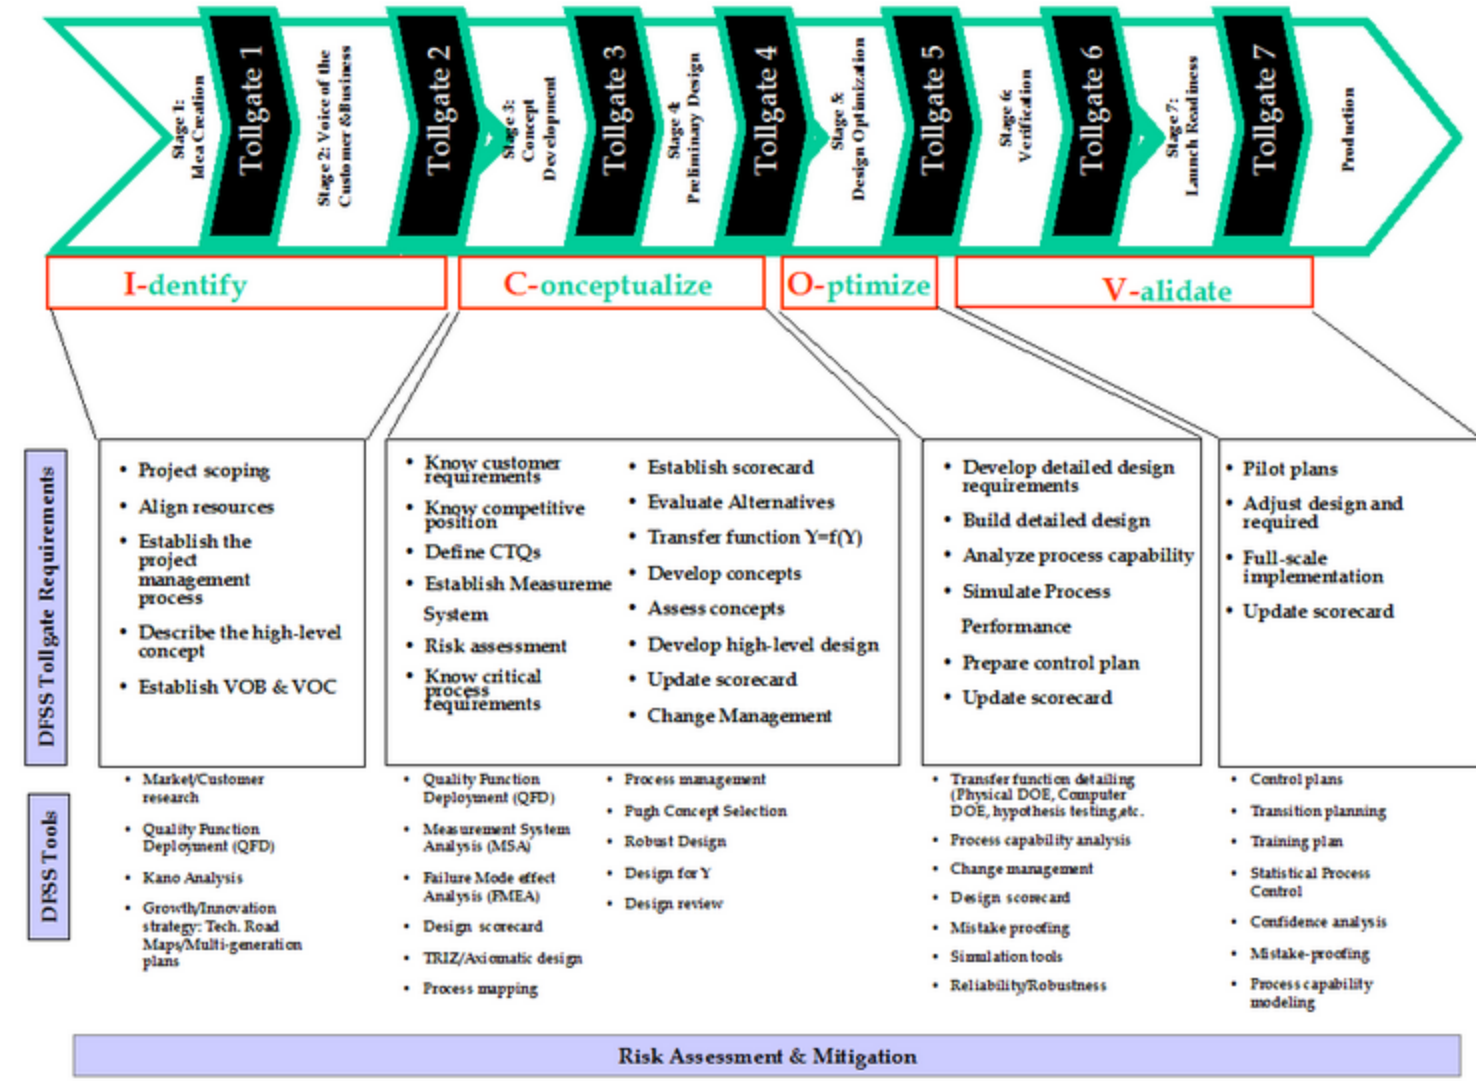 Stage 1:
Idea Creation
Tollgate 1
Stage 2: Voice of the
Customer &Business
Tollgate 2
Stage 3:
Concept
Development
Tollgate 3
Stage 4:
Preliminary Design
Tollgate 4
Stage 5:
Design Optimization
Tollgate 5
Stage 6:
Verification
Tollgate 6
Stage 7:
Launch Readiness
Tollgate 7
Production
I-dentify
C-onceptualize
O-ptimize
V-alidate
DFSS Tollgate Requirements
• Project scoping
• Align resources
• Establish the
project
management
process
• Describe the high-level
concept
• Establish VOB & VOC
• Know customer
requirements
• Know competitive
position
• Define CTQs
• Establish Measureme
System
• Risk assessment
• Know critical
process
requirements
• Establish scorecard
• Evaluate Alternatives
• Transfer function Y=f(Y)
• Develop concepts
• Assess concepts
• Develop high-level design
• Update scorecard
• Change Management
• Develop detailed design
requirements
• Build detailed design
• Analyze process capability
• Simulate Process
Performance
• Prepare control plan
• Update scorecard
• Pilot plans
• Adjust design and
required
• Full-scale
implementation
• Update scorecard
DFSS Tools
• Market/Customer
research
• Quality Function
Deployment (QFD)
• Kano Analysis
• Growth/Innovation
strategy: Tech. Road
Maps/Multi-generation
plans
• Quality Function
Deployment (QFD)
• Measurement System
Analysis (MSA)
• Failure Mode effect
Analysis (FMEA)
• Design scorecard
• TRIZ/Axiomatic design
• Process mapping
• Process management
• Pugh Concept Selection
• Robust Design
• Design for Y
• Design review
• Transfer function detailing
(Physical DOE, Computer
DOE, hypothesis testing,etc.
• Process capability analysis
• Change management
• Design scorecard
• Mistake proofing
• Simulation tools
• Reliability/Robustness
• Control plans
• Transition planning
• Training plan
• Statistical Process
Control
• Confidence analysis
• Mistake-proofing
• Process capability
modeling
Risk Assessment & Mitigation